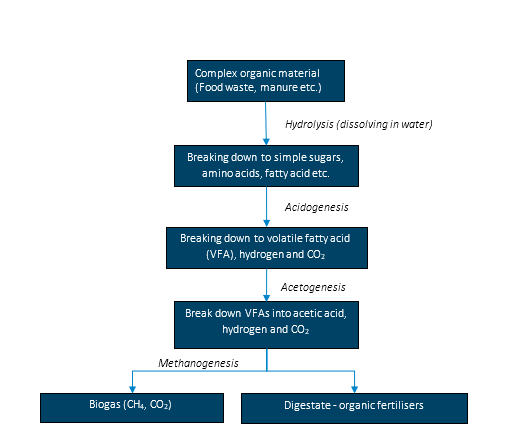 Complex organic material
(Food waste, manure etc.)
Hydrolysis (dissolving in water)
Breaking down to simple sugars,
amino acids, fatty acid etc.
Acidogenesis
Breaking down to volatile fatty acid
(VFA), hydrogen and CO₂
Acetogenesis
Break down VFAs into acetic acid,
hydrogen and CO₂
Methanogenesis
Biogas (CH₄, CO₂)
Digestate - organic fertilisers